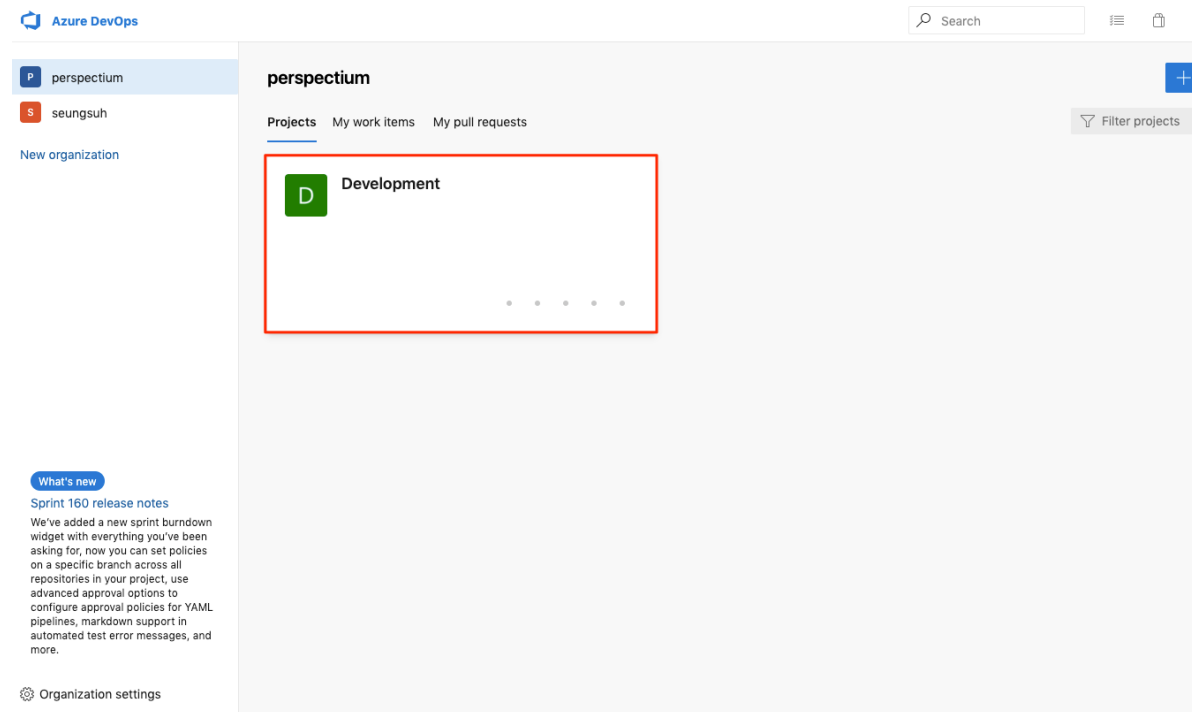 Azure DevOps
Search
P perspectium
S seungsuh
New organization
perspectium
Projects My work items My pull requests
Filter projects
D Development
What's new
Sprint 160 release notes
We've added a new sprint burndown
widget with everything you've been
asking for, now you can set policies
on a specific branch across all
repositories in your project, use
advanced approval options to
configure approval policies for YAML
pipelines, markdown support in
automated test error messages, and
more.
Organization settings